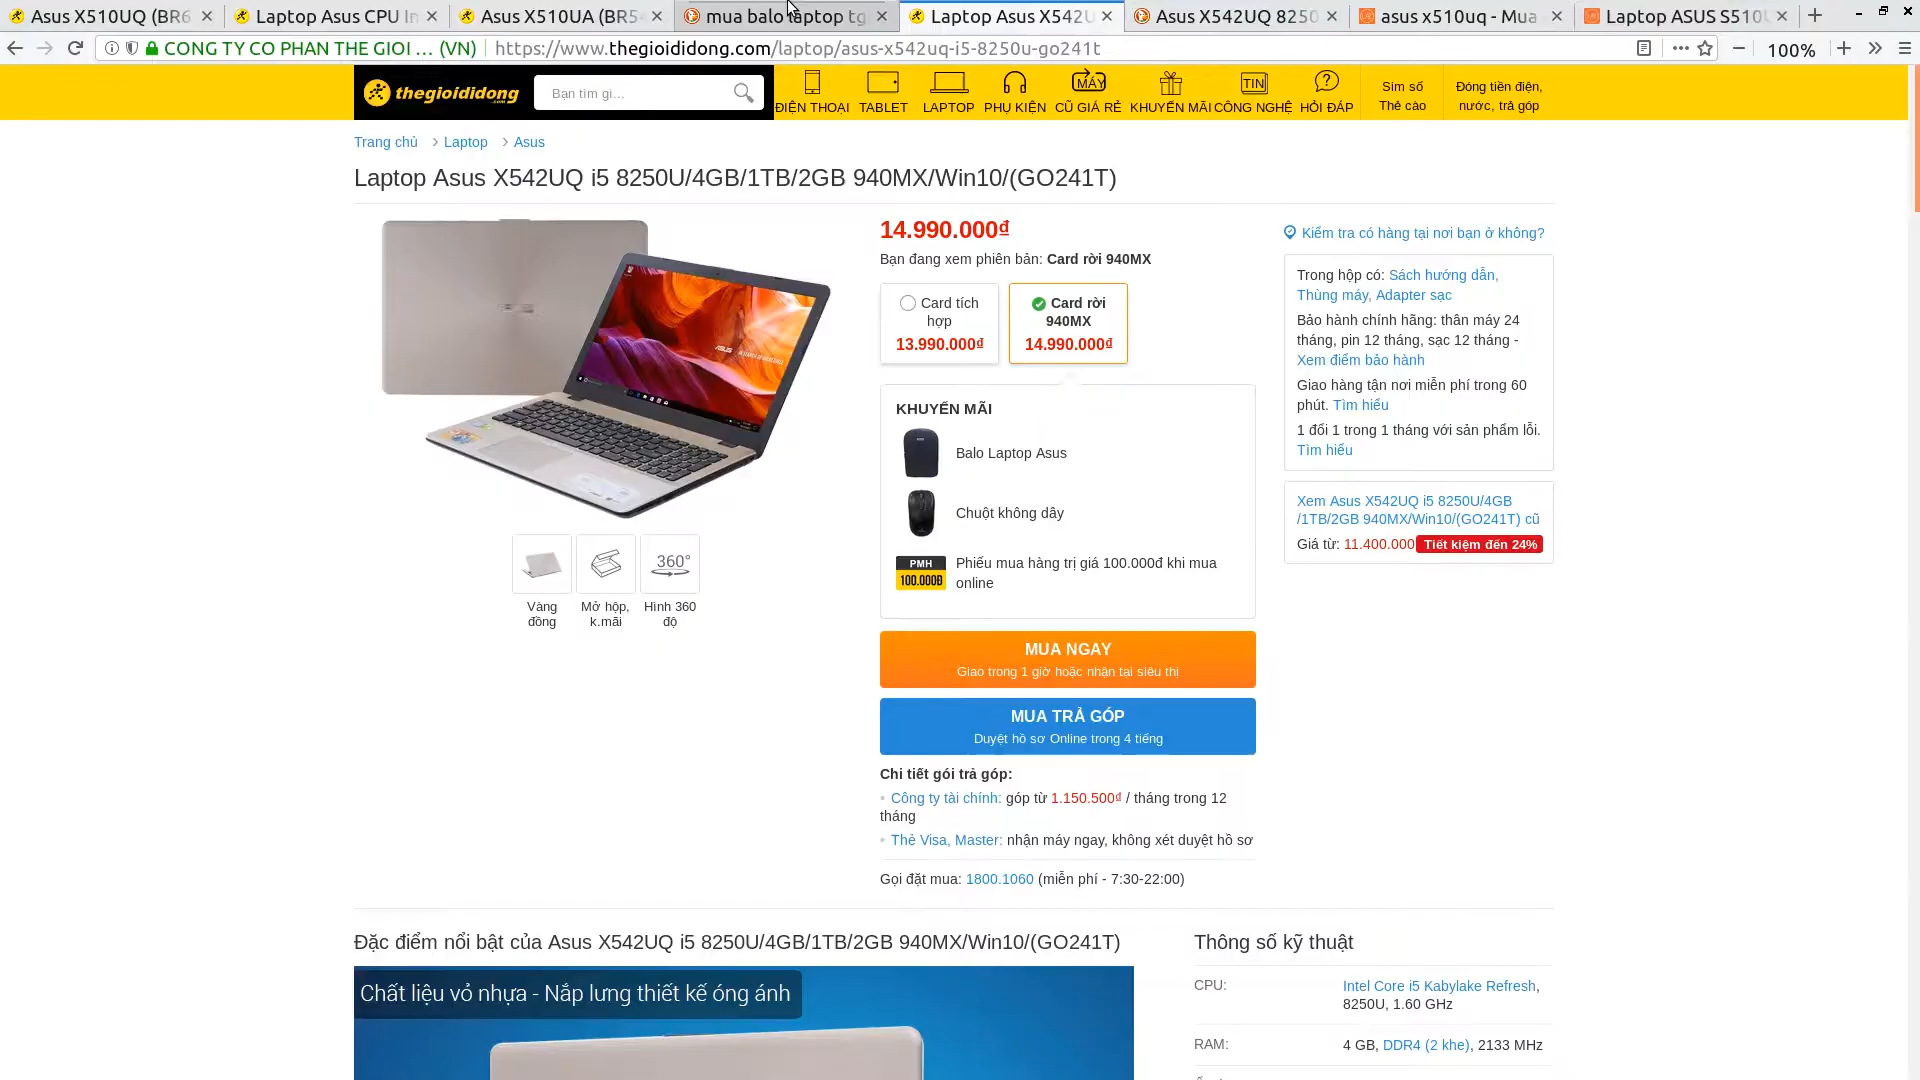 Asus X510UQ (BR6
Laptop Asus CPU In
Asus X510UA (BR54
mua balo laptop tg
Laptop Asus X542U
Asus X542UQ 8250
asus x510uq - Mua
Laptop ASUS S510U
CONG TY CO PHAN THE GIOI ... (VN)
https://www.thegioididong.com/laptop/asus-x542uq-i5-8250u-go241t
100%
thegioididong
.com
Bạn tìm gì...
MÁY
TIN
ĐIỆN THOẠI
TABLET
LAPTOP
PHỤ KIỆN
CŨ GIÁ RẺ
KHUYẾN MÃI
CÔNG NGHỆ
HỎI ĐÁP
Sim số
Thẻ cào
Đóng tiền điện,
nước, trả góp
Trang chủ > Laptop > Asus
Laptop Asus X542UQ i5 8250U/4GB/1TB/2GB 940MX/Win10/(GO241T)
ASUS
Vàng
đồng
Mở hộp,
k.mãi
360°
Hình 360
độ
14.990.000₫
Bạn đang xem phiên bản: Card rời 940MX
Card tích
hợp
13.990.000₫
Card rời
940MX
14.990.000₫
KHUYẾN MÃI
Balo Laptop Asus
Chuột không dây
PMH
100.000Đ
Phiếu mua hàng trị giá 100.000đ khi mua
online
MUA NGAY
Giao trong 1 giờ hoặc nhận tại siêu thị
MUA TRẢ GÓP
Duyệt hồ sơ Online trong 4 tiếng
Chi tiết gói trả góp:
• Công ty tài chính: góp từ 1.150.500₫ / tháng trong 12
tháng
• Thẻ Visa, Master: nhận máy ngay, không xét duyệt hồ sơ
Gọi đặt mua: 1800.1060 (miễn phí - 7:30-22:00)
Kiểm tra có hàng tại nơi bạn ở không?
Trong hộp có: Sách hướng dẫn,
Thùng máy, Adapter sạc
Bảo hành chính hãng: thân máy 24
tháng, pin 12 tháng, sạc 12 tháng -
Xem điểm bảo hành
Giao hàng tận nơi miễn phí trong 60
phút. Tìm hiểu
1 đổi 1 trong 1 tháng với sản phẩm lỗi.
Tìm hiểu
Xem Asus X542UQ i5 8250U/4GB
/1TB/2GB 940MX/Win10/(GO241T) cũ
Giá từ: 11.400.000 Tiết kiệm đến 24%
Đặc điểm nổi bật của Asus X542UQ i5 8250U/4GB/1TB/2GB 940MX/Win10/(GO241T)
Chất liệu vỏ nhựa - Nắp lưng thiết kế óng ánh
Thông số kỹ thuật
CPU:
Intel Core i5 Kabylake Refresh,
8250U, 1.60 GHz
RAM:
4 GB, DDR4 (2 khe), 2133 MHz